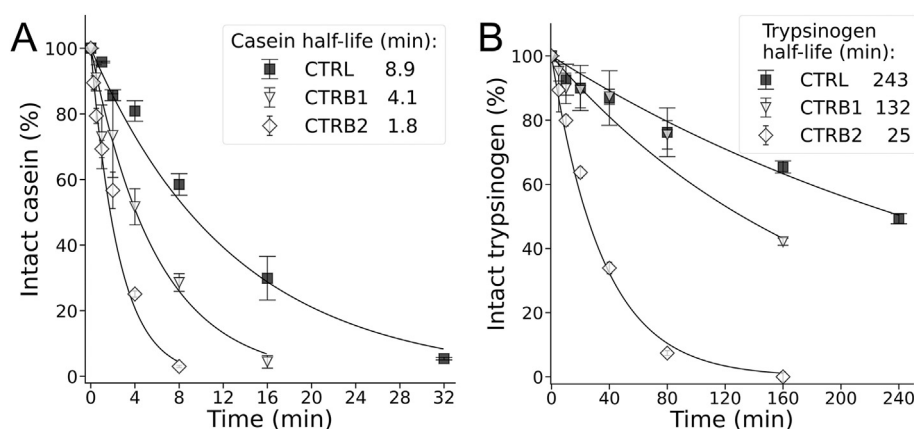 A
Casein half-life (min):
CTRL 8.9
CTRB1 4.1
CTRB2 1.8
Intact casein (%)
100
80
60
40
20
0
0 4 8 12 16 20 24 28 32
Time (min)
B
Trypsinogen
half-life (min):
CTRL 243
CTRB1 132
CTRB2 25
Intact trypsinogen (%)
100
80
60
40
20
0
0 40 80 120 160 200 240
Time (min)